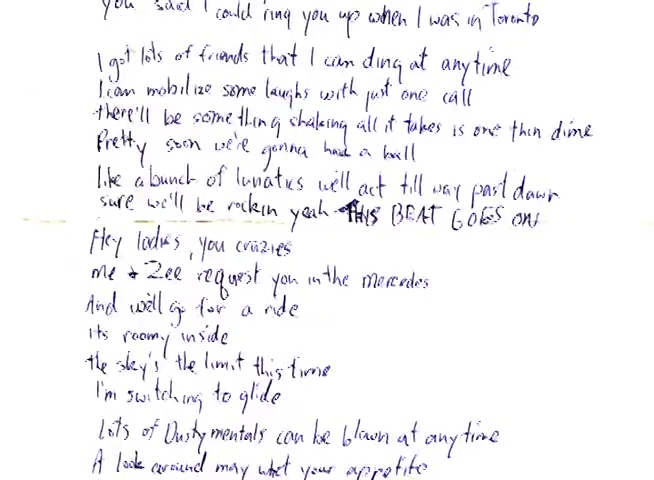 you said I could ring you up when I was in Toronto
I got lots of friends that I can ding at anytime
I can mobilize some laughs with just one call
there'll be something shaking all it takes is one thin dime
Pretty soon we're gonna had a ball
like a bunch of lunatics we'll act till way past dawn
sure we'll be rockin yeah THIS BEAT GOES ON
Hey ladies, you crazies
me & Zee request you in the mercedes
And we'll go for a ride
Its roomy inside
the sky's the limit this time
I'm switching to glide
Lots of Dustymentals can be blown at anytime
A look around may whet your appetite